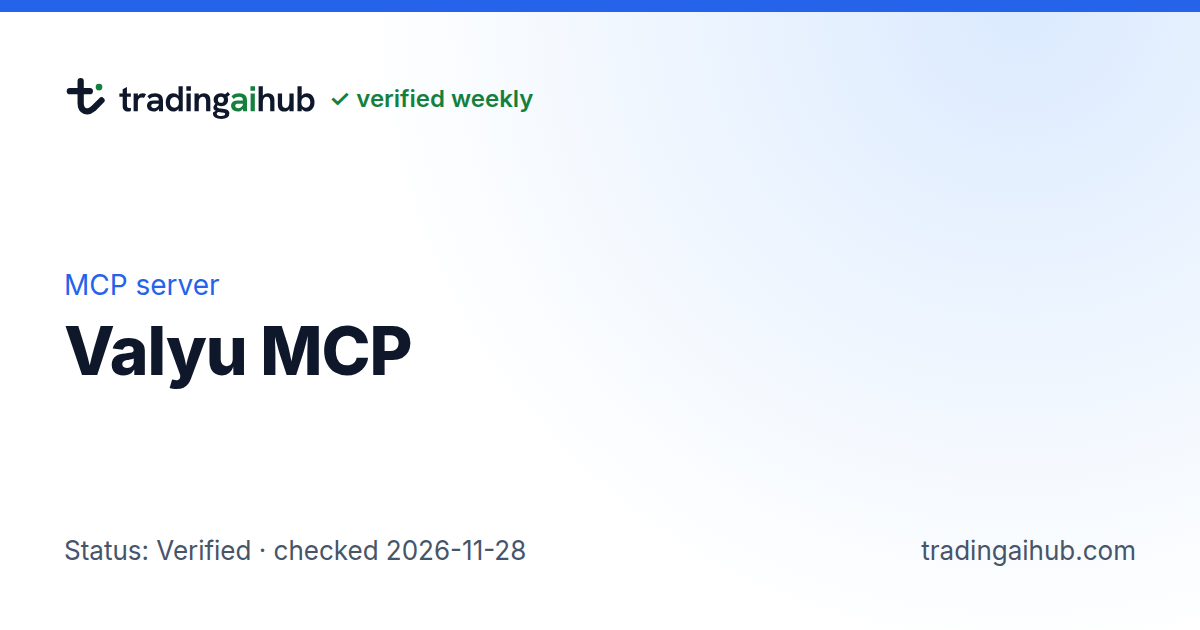 tradingaihub ✓ verified weekly
MCP server
Valyu MCP
Status: Verified · checked 2026-11-28
tradingaihub.com